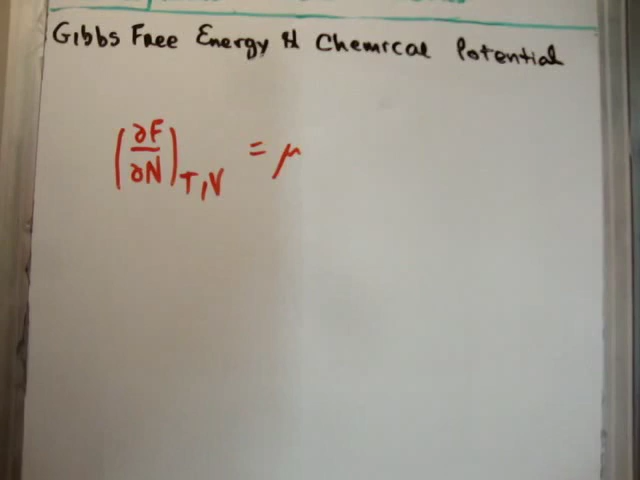 Gibbs Free Energy & Chemical Potential
(∂F/∂N)T,V = μ